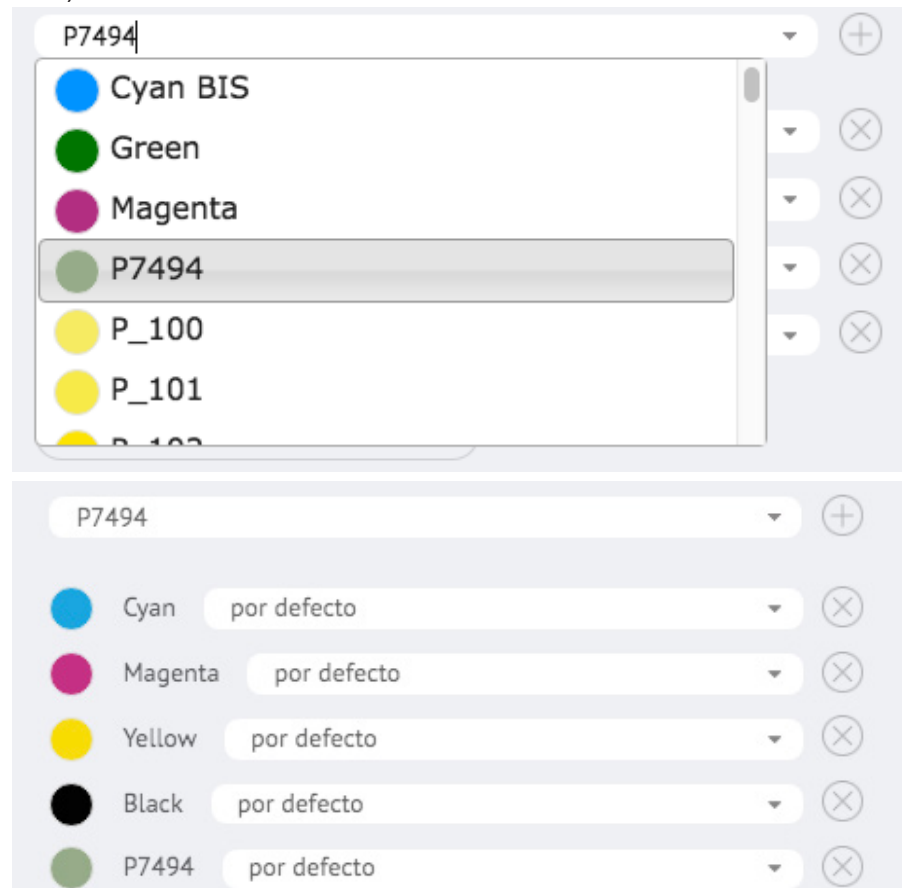 P7494
Cyan BIS
Green
Magenta
P7494
P_100
P_101
P7494
Cyan por defecto
Magenta por defecto
Yellow por defecto
Black por defecto
P7494 por defecto